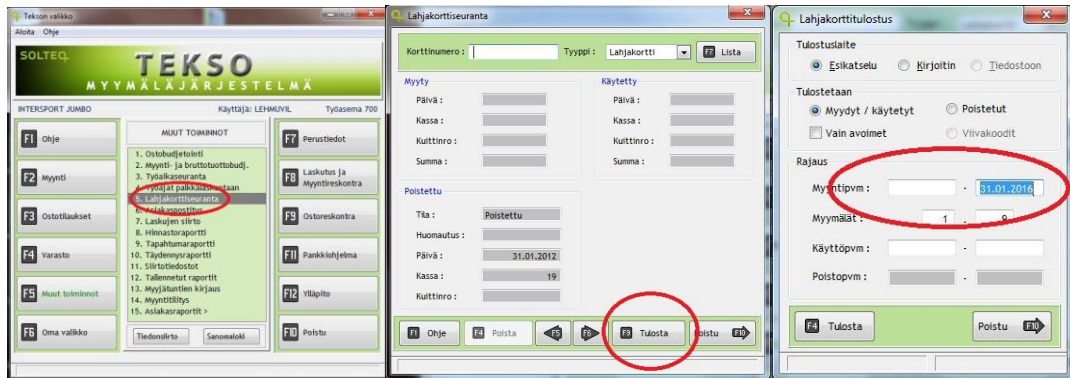 Tekson valikko
Aloita Ohje
SOLTEQ
TEKSO
MYYMÄLÄJÄRJESTELMÄ
INTERSPORT JUMBO Käyttäjä: LEHMUVIL Työasema 700
F1 Ohje
F2 Myynti
F3 Ostotilaukset
F4 Varasto
F5 Muut toiminnot
F6 Oma valikko
MUUT TOIMINNOT
1. Ostobudjetointi
2. Myynti- ja bruttotuottobudj.
3. Työaikaseuranta
4. Työajat palkkalaskentaan
5. Lahjakorttiseuranta
6. Asiakaspostitus
7. Laskujen siirto
8. Hinnastoraportti
9. Tapahtumaraportti
10. Täydennysraportti
11. Siirtotiedostot
12. Tallennetut raportit
13. Myyjätuntien kirjaus
14. Myyntitilitys
15. Asiakasraportit >
Tiedonsiirto Sanomaloki
F7 Perustiedot
F8 Laskutus ja
Myyntireskontra
F9 Ostoreskontra
F11 Pankkiohjelma
F12 Ylläpito
F10 Poistu
Lahjakorttiseuranta
Korttinumero : Tyyppi : Lahjakortti F7 Lista
Myyty
Päivä :
Kassa :
Kuittinro :
Summa :
Käytetty
Päivä :
Kassa :
Kuittinro :
Summa :
Poistettu
Tila : Poistettu
Huomautus :
Päivä : 31.01.2012
Kassa : 19
Kuittinro :
F1 Ohje F4 Poista F5 F6 F9 Tulosta Poistu F10
Lahjakorttitulostus
Tulostuslaite
Esikatselu Kirjoitin Tiedostoon
Tulostetaan
Myydyt / käytetyt Poistetut
Vain avoimet Viivakoodit
Rajaus
Myyntipvm : - 31.01.2016
Myymälät : 1 - 9
Käyttöpvm : -
Poistopvm : -
F4 Tulosta Poistu F10